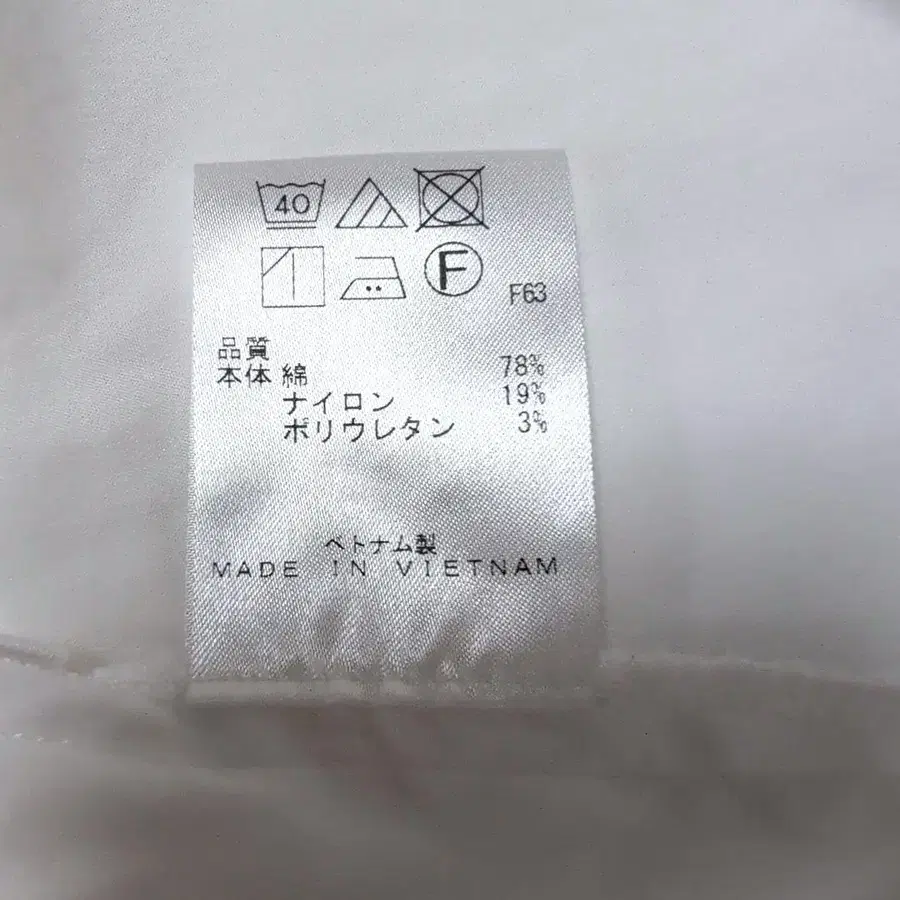 40
F
F63
品質
本体 綿 78%
ナイロン 19%
ポリウレタン 3%
ベトナム製
MADE IN VIETNAM